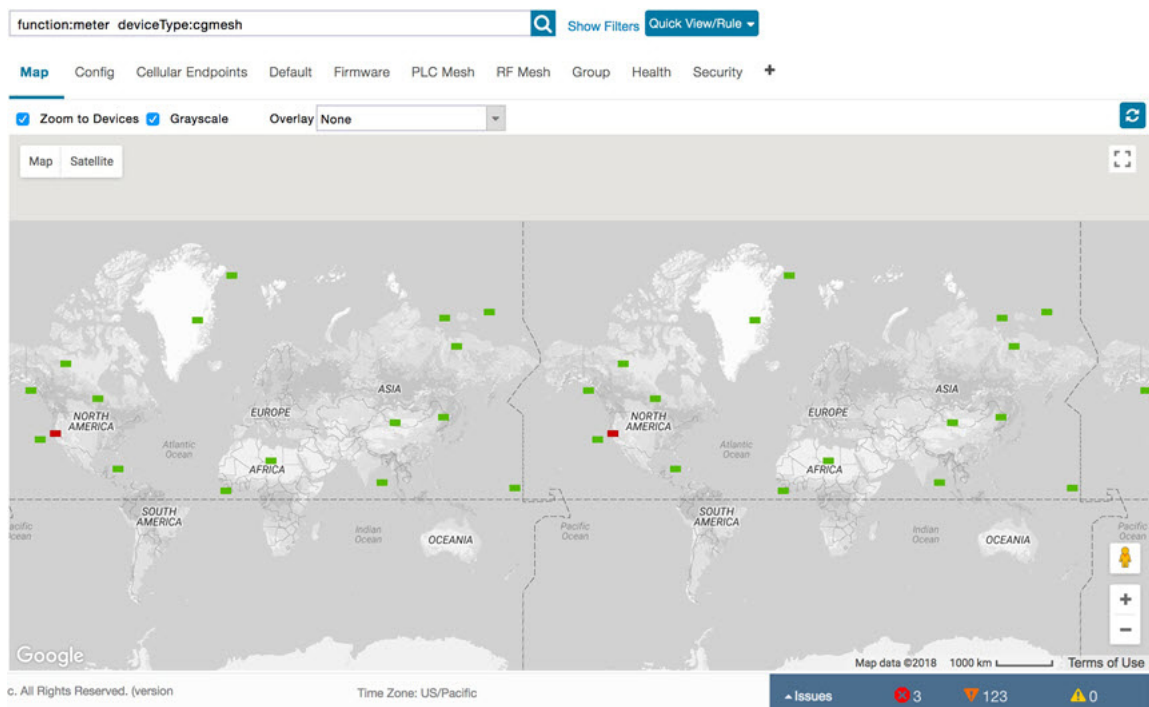 function:meter deviceType:cgmesh
Show Filters
Quick View/Rule
Map Config Cellular Endpoints Default Firmware PLC Mesh RF Mesh Group Health Security +
Zoom to Devices Grayscale Overlay None
Map Satellite
ASIA ASIA
EUROPE EUROPE
NORTH AMERICA NORTH AMERICA
Atlantic Ocean Atlantic Ocean
AFRICA AFRICA
SOUTH AMERICA SOUTH AMERICA
acific Ocean Indian Ocean Pacific Ocean Indian Ocean Pacific Ocean
OCEANIA OCEANIA
+
−
Google
Map data ©2018 1000 km Terms of Use
c. All Rights Reserved. (version Time Zone: US/Pacific
Issues 3 123 0